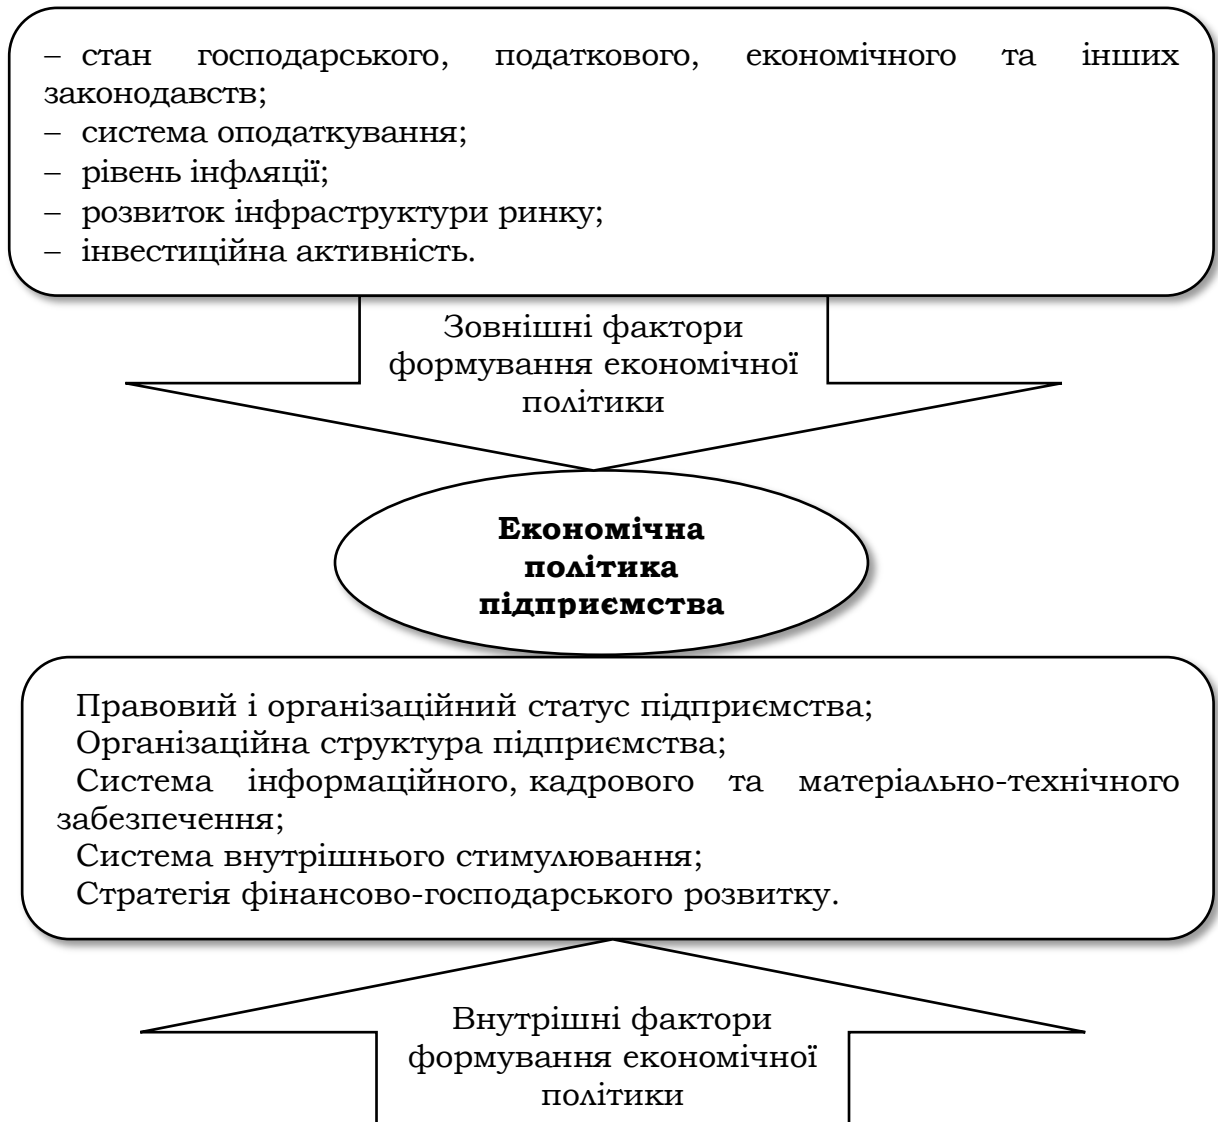 – стан господарського, податкового, економічного та інших
законодавств;
– система оподаткування;
– рівень інфляції;
– розвиток інфраструктури ринку;
– інвестиційна активність.
Зовнішні фактори
формування економічної
політики
Економічна
політика
підприємства
Правовий і організаційний статус підприємства;
Організаційна структура підприємства;
Система інформаційного, кадрового та матеріально-технічного
забезпечення;
Система внутрішнього стимулювання;
Стратегія фінансово-господарського розвитку.
Внутрішні фактори
формування економічної
політики